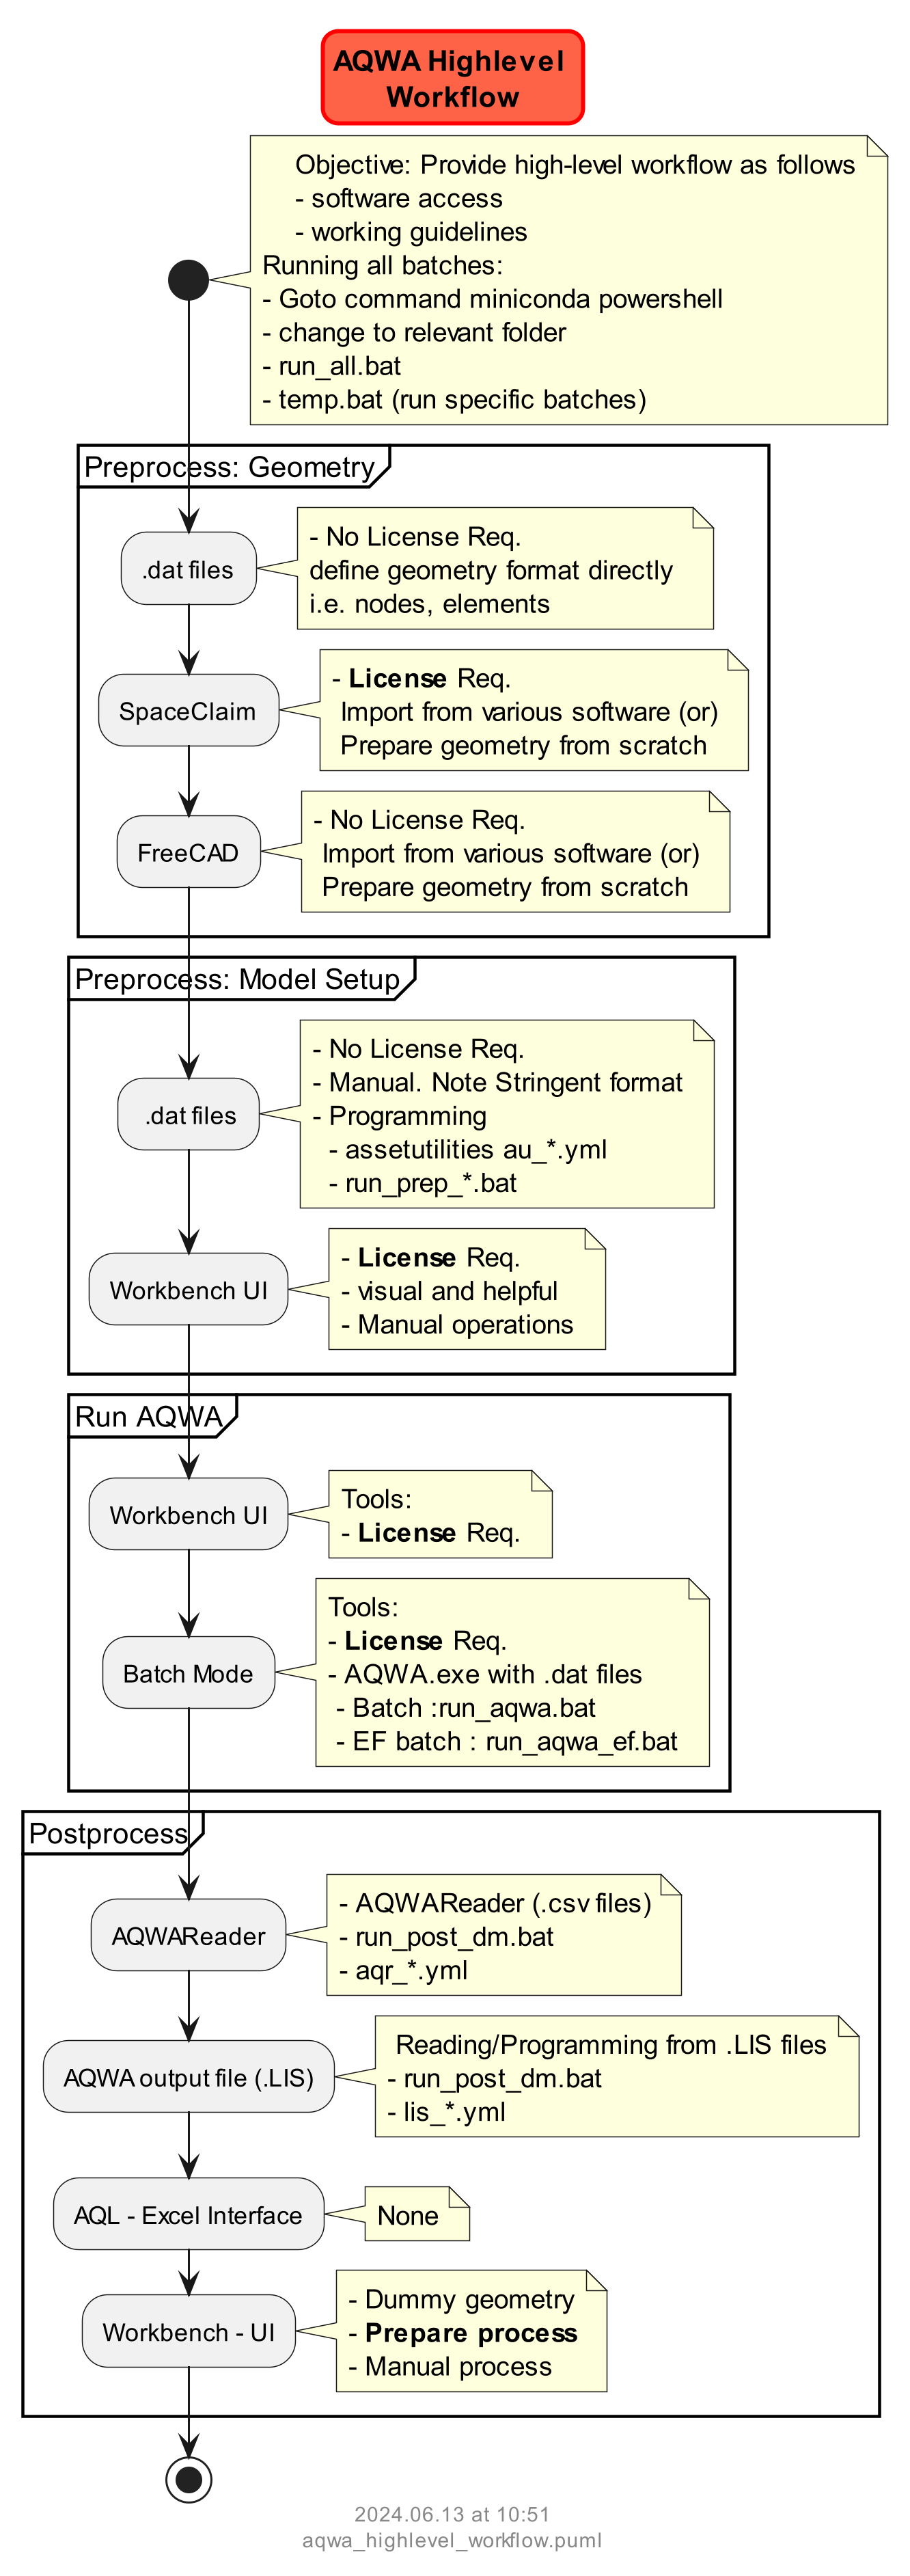 AQWA Highlevel
Workflow
Objective: Provide high-level workflow as follows
- software access
- working guidelines
Running all batches:
- Goto command miniconda powershell
- change to relevant folder
- run_all.bat
- temp.bat (run specific batches)
Preprocess: Geometry
.dat files
- No License Req.
define geometry format directly
i.e. nodes, elements
SpaceClaim
- License Req.
Import from various software (or)
Prepare geometry from scratch
FreeCAD
- No License Req.
Import from various software (or)
Prepare geometry from scratch
Preprocess: Model Setup
.dat files
- No License Req.
- Manual. Note Stringent format
- Programming
- assetutilities au_*.yml
- run_prep_*.bat
Workbench UI
- License Req.
- visual and helpful
- Manual operations
Run AQWA
Workbench UI
Tools:
- License Req.
Batch Mode
Tools:
- License Req.
- AQWA.exe with .dat files
- Batch :run_aqwa.bat
- EF batch : run_aqwa_ef.bat
Postprocess
AQWAReader
- AQWAReader (.csv files)
- run_post_dm.bat
- aqr_*.yml
AQWA output file (.LIS)
Reading/Programming from .LIS files
- run_post_dm.bat
- lis_*.yml
AQL - Excel Interface
None
Workbench - UI
- Dummy geometry
- Prepare process
- Manual process
2024.06.13 at 10:51
aqwa_highlevel_workflow.puml